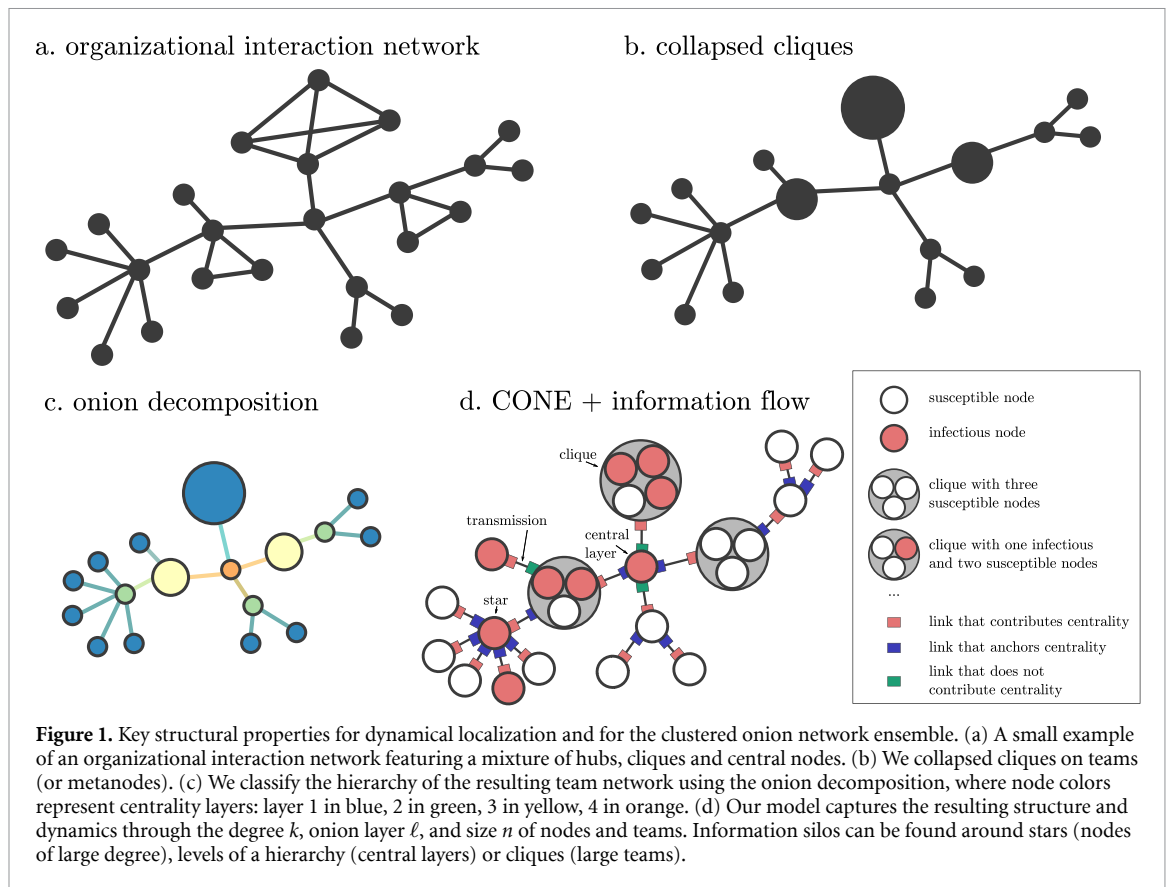 a. organizational interaction network
b. collapsed cliques
c. onion decomposition
d. CONE + information flow
clique
transmission
central
layer
star
susceptible node
infectious node
clique with three
susceptible nodes
clique with one infectious
and two susceptible nodes
...
link that contributes centrality
link that anchors centrality
link that does not
contribute centrality
Figure 1. Key structural properties for dynamical localization and for the clustered onion network ensemble. (a) A small example
of an organizational interaction network featuring a mixture of hubs, cliques and central nodes. (b) We collapsed cliques on teams
(or metanodes). (c) We classify the hierarchy of the resulting team network using the onion decomposition, where node colors
represent centrality layers: layer 1 in blue, 2 in green, 3 in yellow, 4 in orange. (d) Our model captures the resulting structure and
dynamics through the degree k, onion layer ℓ, and size n of nodes and teams. Information silos can be found around stars (nodes
of large degree), levels of a hierarchy (central layers) or cliques (large teams).